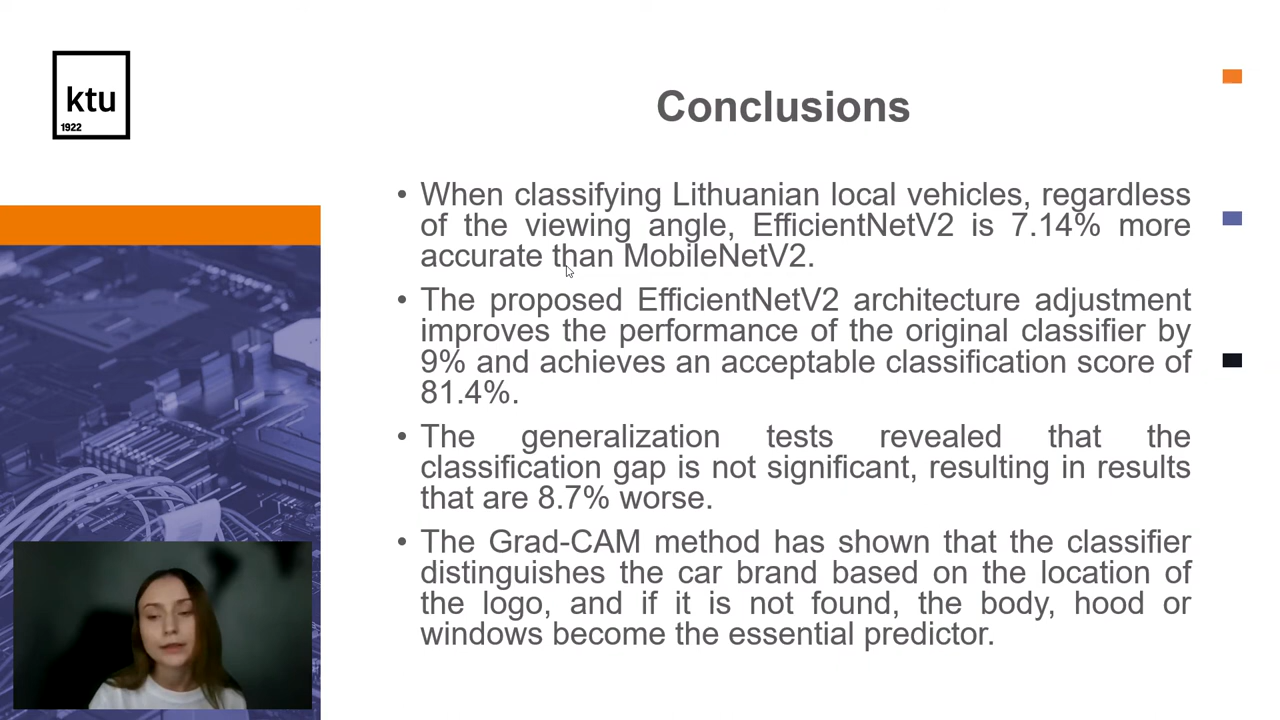 ktu
1922
Conclusions
• When classifying Lithuanian local vehicles, regardless
of the viewing angle, EfficientNetV2 is 7.14% more
accurate than MobileNetV2.
• The proposed EfficientNetV2 architecture adjustment
improves the performance of the original classifier by
9% and achieves an acceptable classification score of
81.4%.
• The generalization tests revealed that the
classification gap is not significant, resulting in results
that are 8.7% worse.
• The Grad-CAM method has shown that the classifier
distinguishes the car brand based on the location of
the logo, and if it is not found, the body, hood or
windows become the essential predictor.